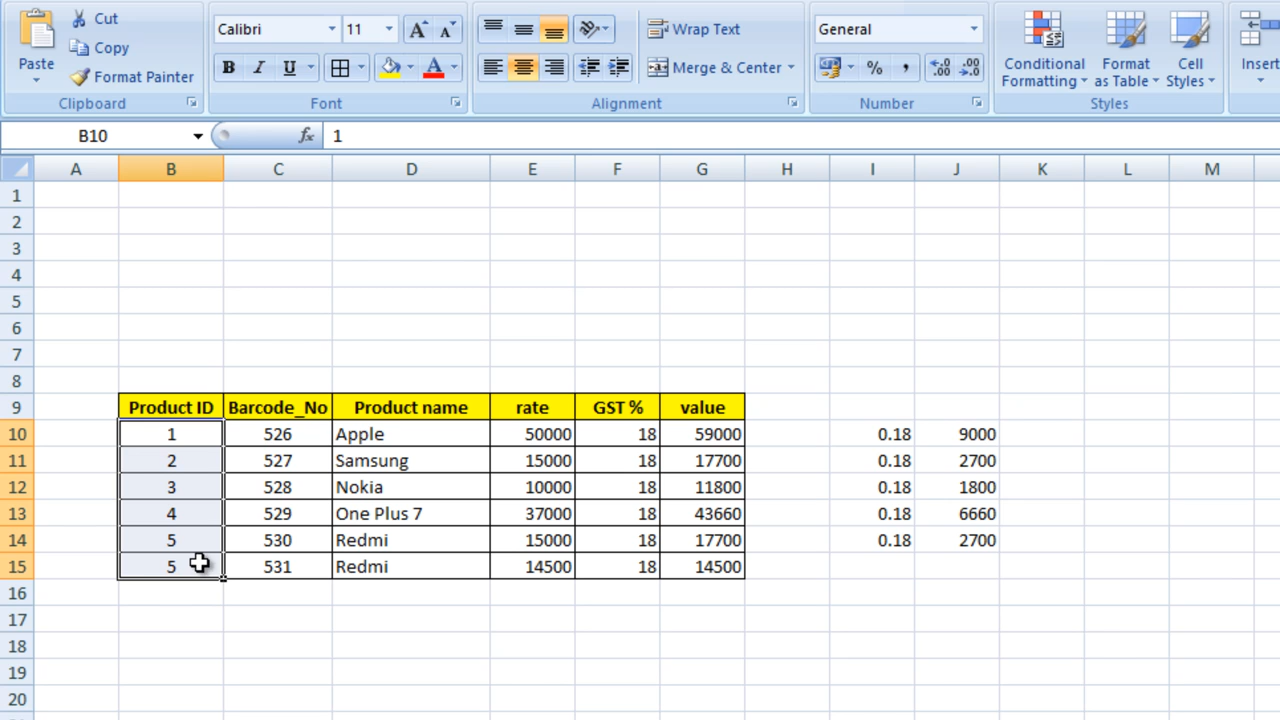 Cut
Copy
Format Painter
Paste
Clipboard
Calibri 11 A A
B I U A
Font
Wrap Text
Merge & Center
Alignment
General
% , .00 .0 .00
Number
Conditional Formatting
Format as Table
Cell Styles
Styles
Insert
B10 fx 1
A B C D E F G H I J K L M
1
2
3
4
5
6
7
8
9 Product ID Barcode_No Product name rate GST % value
10 1 526 Apple 50000 18 59000 0.18 9000
11 2 527 Samsung 15000 18 17700 0.18 2700
12 3 528 Nokia 10000 18 11800 0.18 1800
13 4 529 One Plus 7 37000 18 43660 0.18 6660
14 5 530 Redmi 15000 18 17700 0.18 2700
15 5 531 Redmi 14500 18 14500
16
17
18
19
20